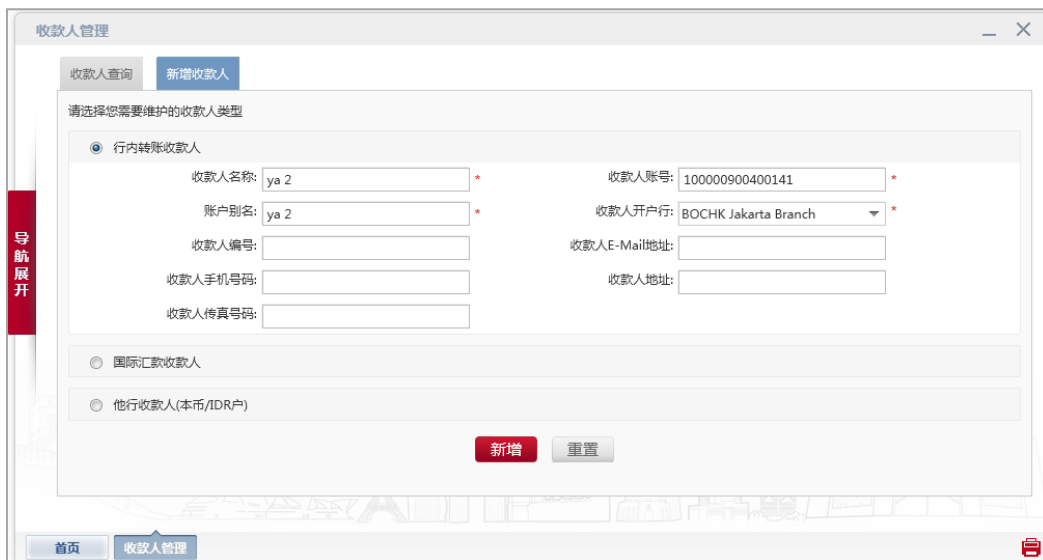 收款人管理
收款人查询 新增收款人
请选择您需要维护的收款人类型
行内转账收款人
收款人名称: ya 2 * 收款人账号: 100000900400141 *
账户别名: ya 2 * 收款人开户行: BOCHK Jakarta Branch *
收款人编号: 收款人E-Mail地址:
收款人手机号码: 收款人地址:
收款人传真号码:
导航展开
国际汇款收款人
他行收款人(本币/IDR户)
新增 重置
首页 收款人管理